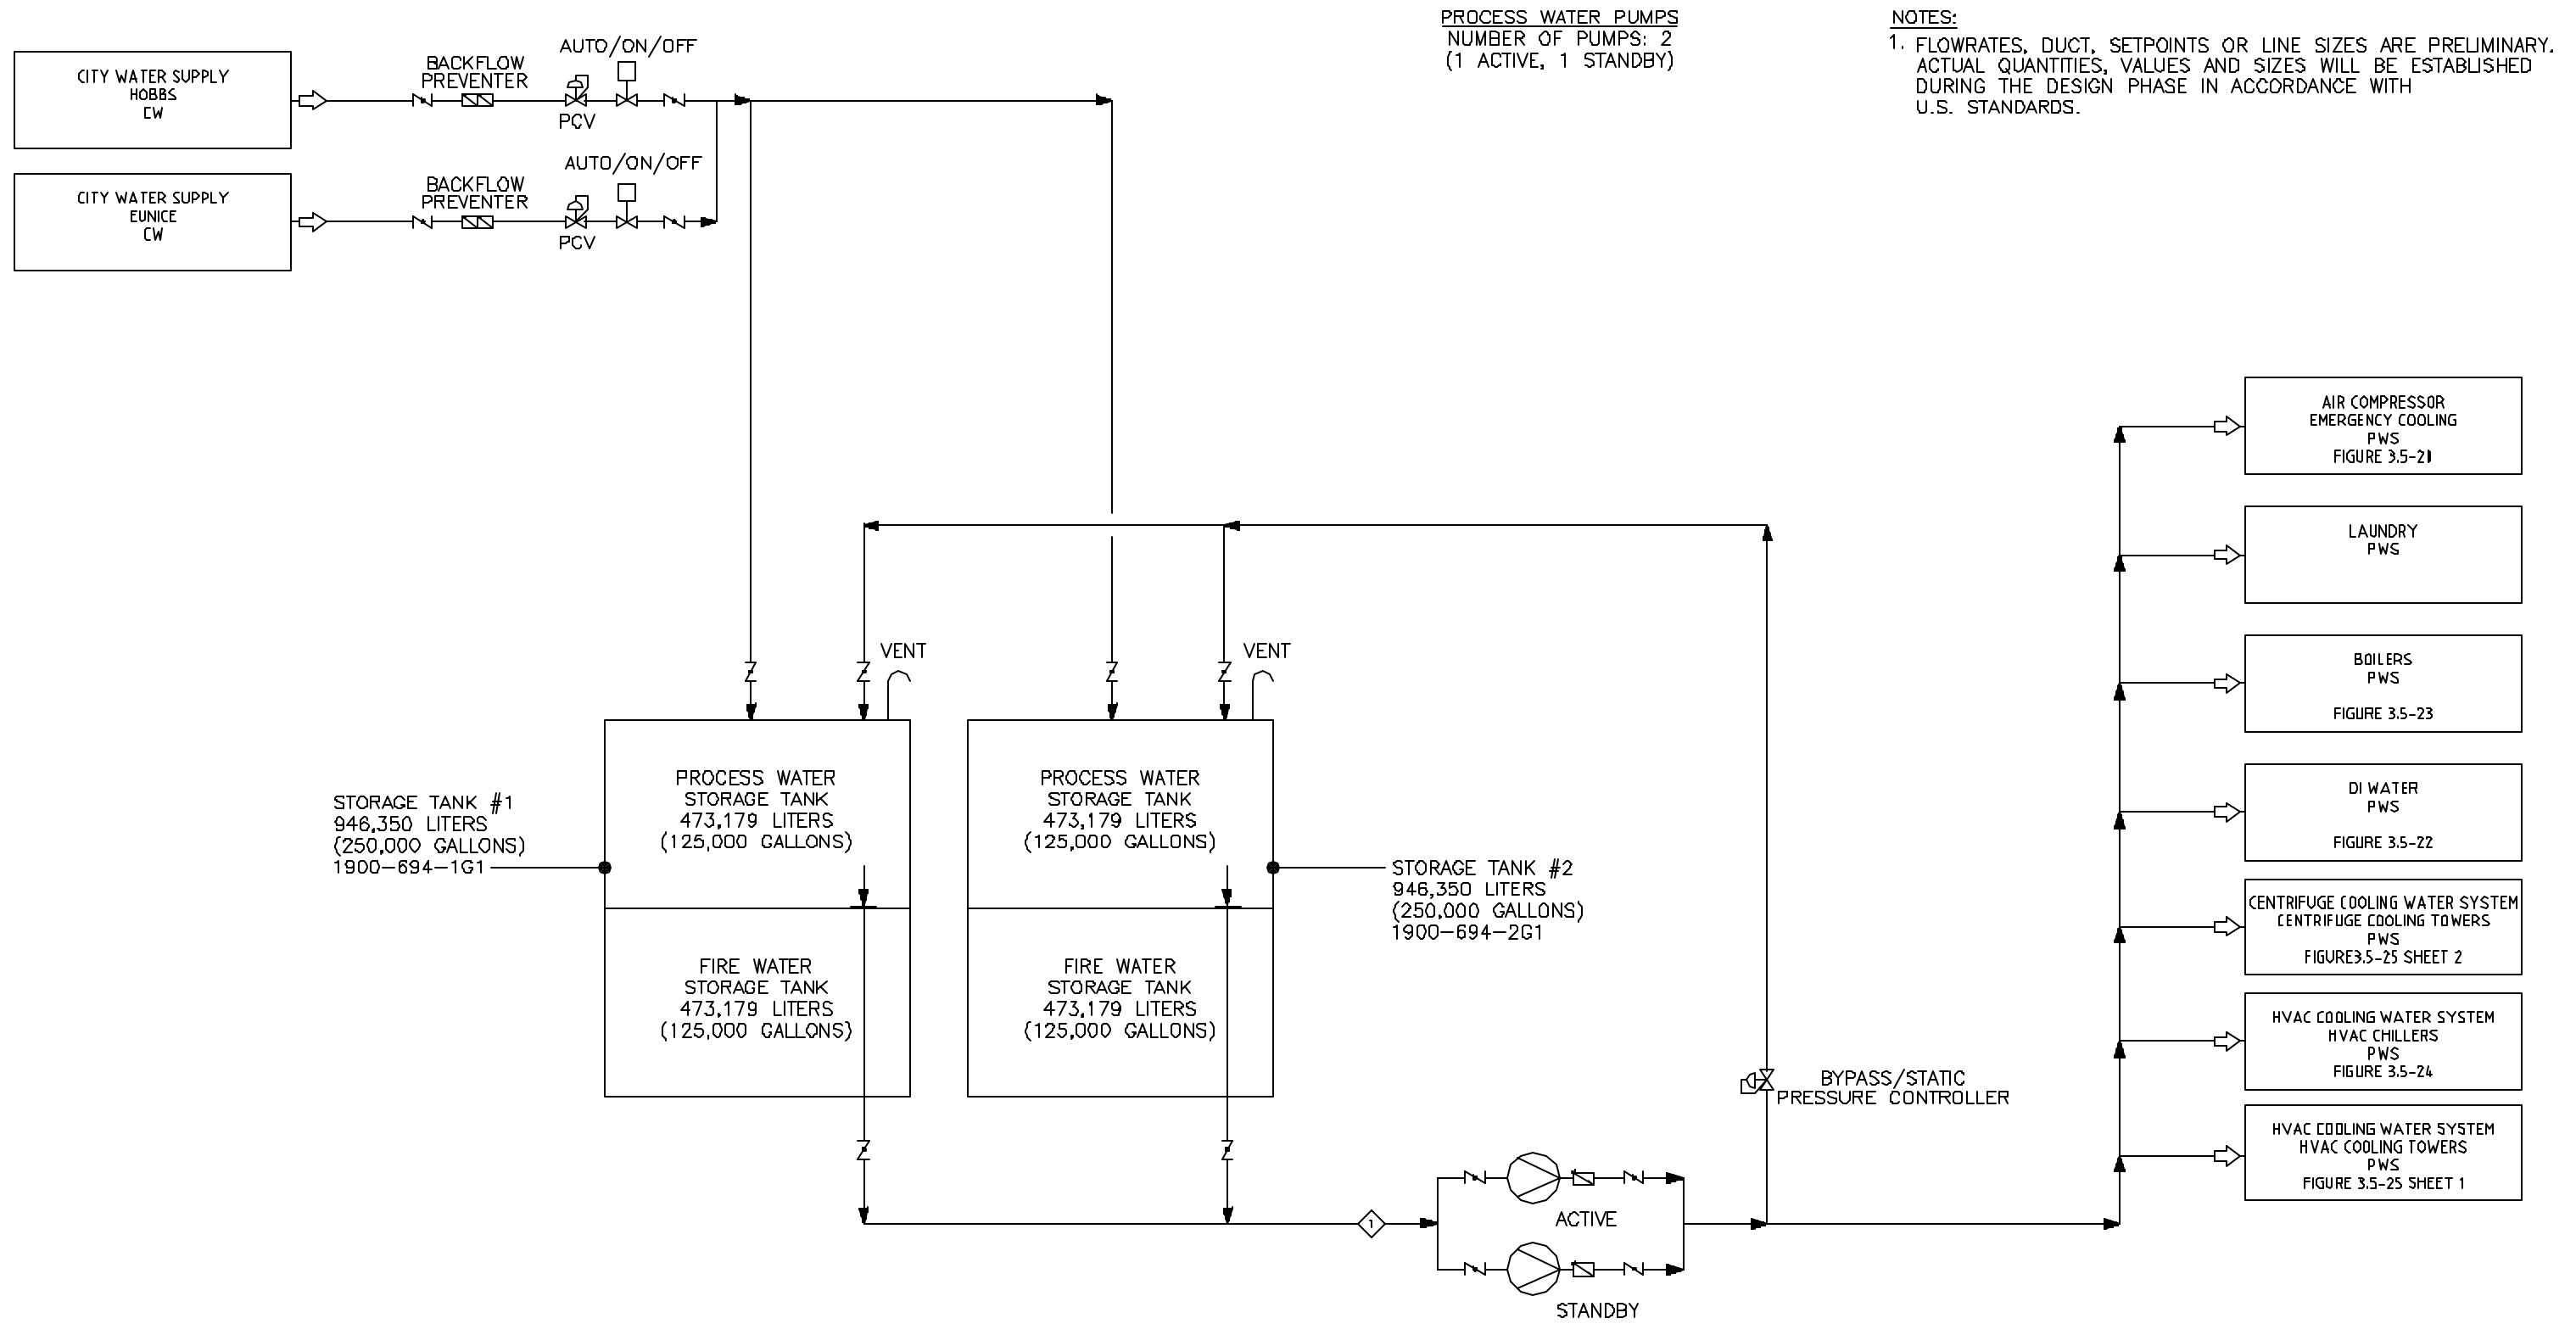 PROCESS WATER PUMPS
NUMBER OF PUMPS: 2
(1 ACTIVE, 1 STANDBY)
NOTES:
1. FLOWRATES, DUCT, SETPOINTS OR LINE SIZES ARE PRELIMINARY.
ACTUAL QUANTITIES, VALUES AND SIZES WILL BE ESTABLISHED
DURING THE DESIGN PHASE IN ACCORDANCE WITH
U.S. STANDARDS.
CITY WATER SUPPLY
HOBBS
CW
BACKFLOW
PREVENTER
AUTO/ON/OFF
PCV
CITY WATER SUPPLY
EUNICE
CW
BACKFLOW
PREVENTER
AUTO/ON/OFF
PCV
VENT
VENT
STORAGE TANK #1
946,350 LITERS
(250,000 GALLONS)
1900-694-1G1
PROCESS WATER
STORAGE TANK
473,179 LITERS
(125,000 GALLONS)
FIRE WATER
STORAGE TANK
473,179 LITERS
(125,000 GALLONS)
PROCESS WATER
STORAGE TANK
473,179 LITERS
(125,000 GALLONS)
FIRE WATER
STORAGE TANK
473,179 LITERS
(125,000 GALLONS)
STORAGE TANK #2
946,350 LITERS
(250,000 GALLONS)
1900-694-2G1
1
ACTIVE
STANDBY
BYPASS/STATIC
PRESSURE CONTROLLER
AIR COMPRESSOR
EMERGENCY COOLING
PWS
FIGURE 3.5-21
LAUNDRY
PWS
BOILERS
PWS
FIGURE 3.5-23
DI WATER
PWS
FIGURE 3.5-22
CENTRIFUGE COOLING WATER SYSTEM
CENTRIFUGE COOLING TOWERS
PWS
FIGURE3.5-25 SHEET 2
HVAC COOLING WATER SYSTEM
HVAC CHILLERS
PWS
FIGURE 3.5-24
HVAC COOLING WATER SYSTEM
HVAC COOLING TOWERS
PWS
FIGURE 3.5-25 SHEET 1